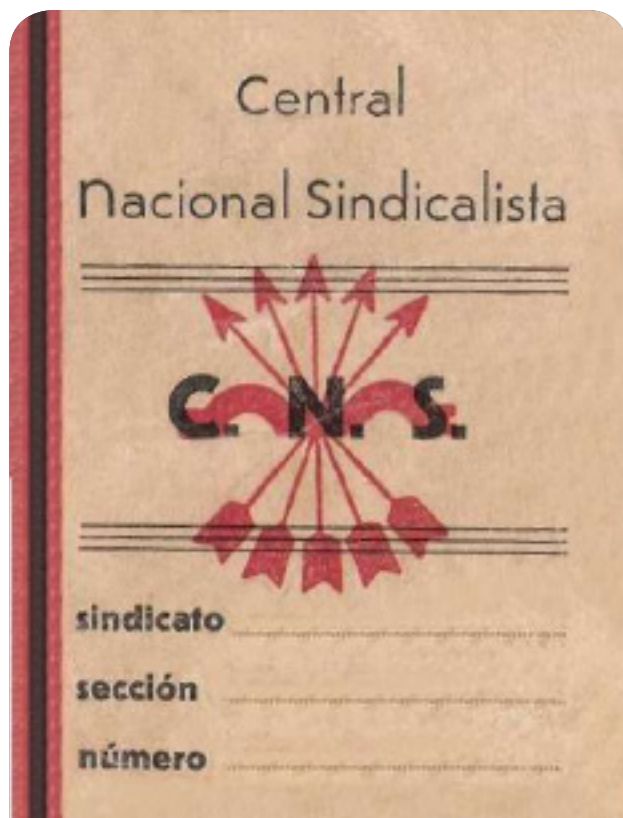 Central
Nacional Sindicalista
C. N. S.
sindicato
sección
número